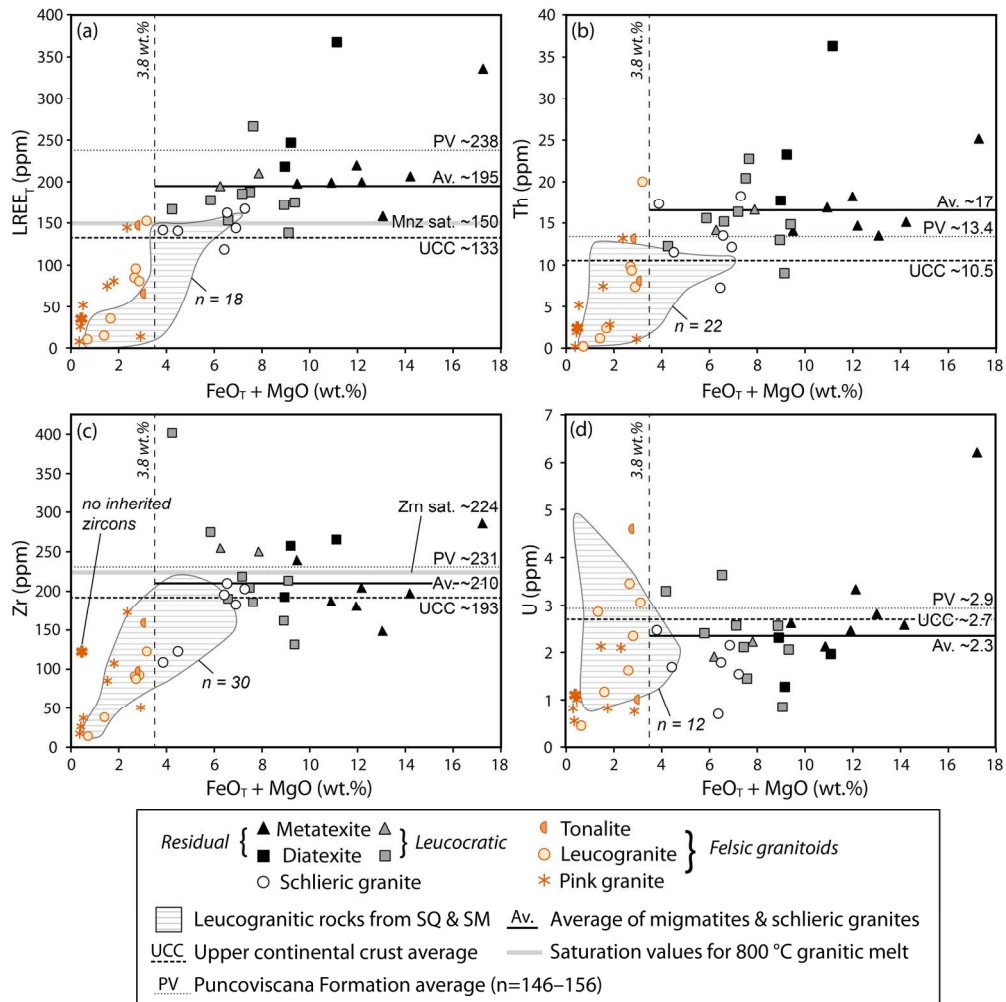 (a)
3.8 wt.%
LREE_T (ppm)
400
350
300
250
200
150
100
50
0
PV ~238
Av. ~195
Mnz sat. ~150
UCC ~133
n = 18
0 2 4 6 8 10 12 14 16 18
FeO_T + MgO (wt.%)
(b)
3.8 wt.%
Th (ppm)
40
35
30
25
20
15
10
5
0
Av. ~17
PV ~13.4
UCC ~10.5
n = 22
0 2 4 6 8 10 12 14 16 18
FeO_T + MgO (wt.%)
(c)
3.8 wt.%
Zr (ppm)
400
350
300
250
200
150
100
50
0
no inherited
zircons
Zrn sat. ~224
PV ~231
Av. ~210
UCC ~193
n = 30
0 2 4 6 8 10 12 14 16 18
FeO_T + MgO (wt.%)
(d)
3.8 wt.%
U (ppm)
7
6
5
4
3
2
1
0
PV ~2.9
UCC ~2.7
Av. ~2.3
n = 12
0 2 4 6 8 10 12 14 16 18
FeO_T + MgO (wt.%)
Residual { Metatexite } Leucocratic
Diatexite
Schlieric granite
Tonalite
Leucogranite } Felsic granitoids
Pink granite
Leucogranitic rocks from SQ & SM
Av. Average of migmatites & schlieric granites
UCC Upper continental crust average
Saturation values for 800 °C granitic melt
PV Puncoviscana Formation average (n=146–156)